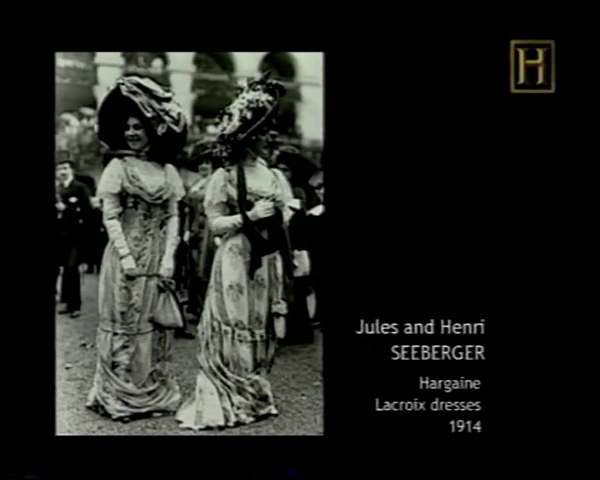 H
Jules and Henri
SEEBERGER
Hargaine
Lacroix dresses
1914